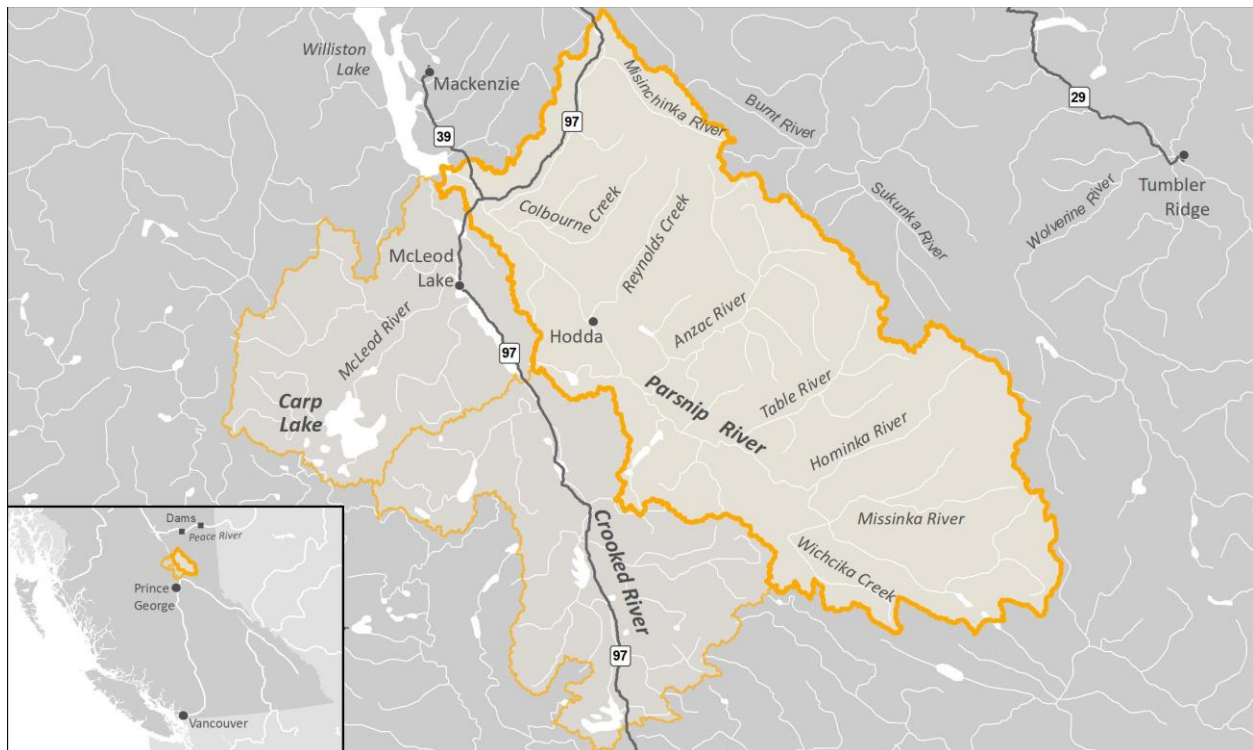 Williston
Lake
Mackenzie
39
97
Misinchinka River
Burnt River
29
Tumbler
Ridge
Wolverine River
Sukunka River
Colbourne Creek
Reynolds Creek
McLeod
Lake
McLeod River
Hodda
Anzac River
97
Carp
Lake
Parsnip River
Table River
Hominka River
Missinka River
Wichcika Creek
Crooked River
97
Dams
Peace River
Prince
George
Vancouver